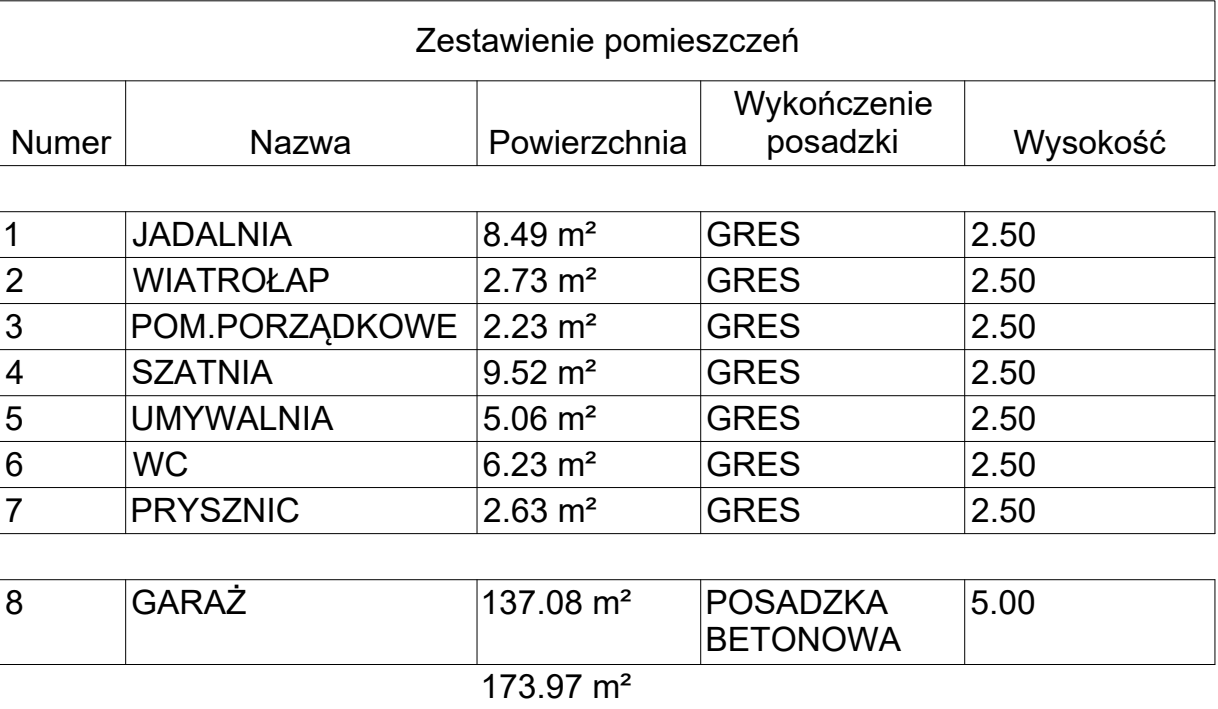 Zestawienie pomieszczeń
Numer Nazwa Powierzchnia Wykończenie posadzki Wysokość
1 JADALNIA 8.49 m² GRES 2.50
2 WIATROŁAP 2.73 m² GRES 2.50
3 POM.PORZĄDKOWE 2.23 m² GRES 2.50
4 SZATNIA 9.52 m² GRES 2.50
5 UMYWALNIA 5.06 m² GRES 2.50
6 WC 6.23 m² GRES 2.50
7 PRYSZNIC 2.63 m² GRES 2.50
8 GARAŻ 137.08 m² POSADZKA BETONOWA 5.00
173.97 m²